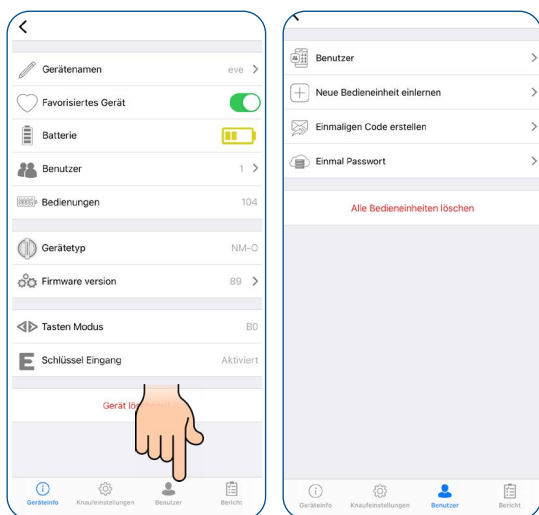 Gerätenamen eve
Favorisiertes Gerät
Batterie
Benutzer 1
Bedienungen 104
Gerätetyp NM-O
Firmware version 89
Tasten Modus B0
E Schlüssel Eingang Aktiviert
Gerät lö
Geräteinfo Knaufeinstellungen Benutzer Bericht
Benutzer
Neue Bedieneinheit einlernen
Einmaligen Code erstellen
Einmal Passwort
Alle Bedieneinheiten löschen
Geräteinfo Knaufeinstellungen Benutzer Bericht